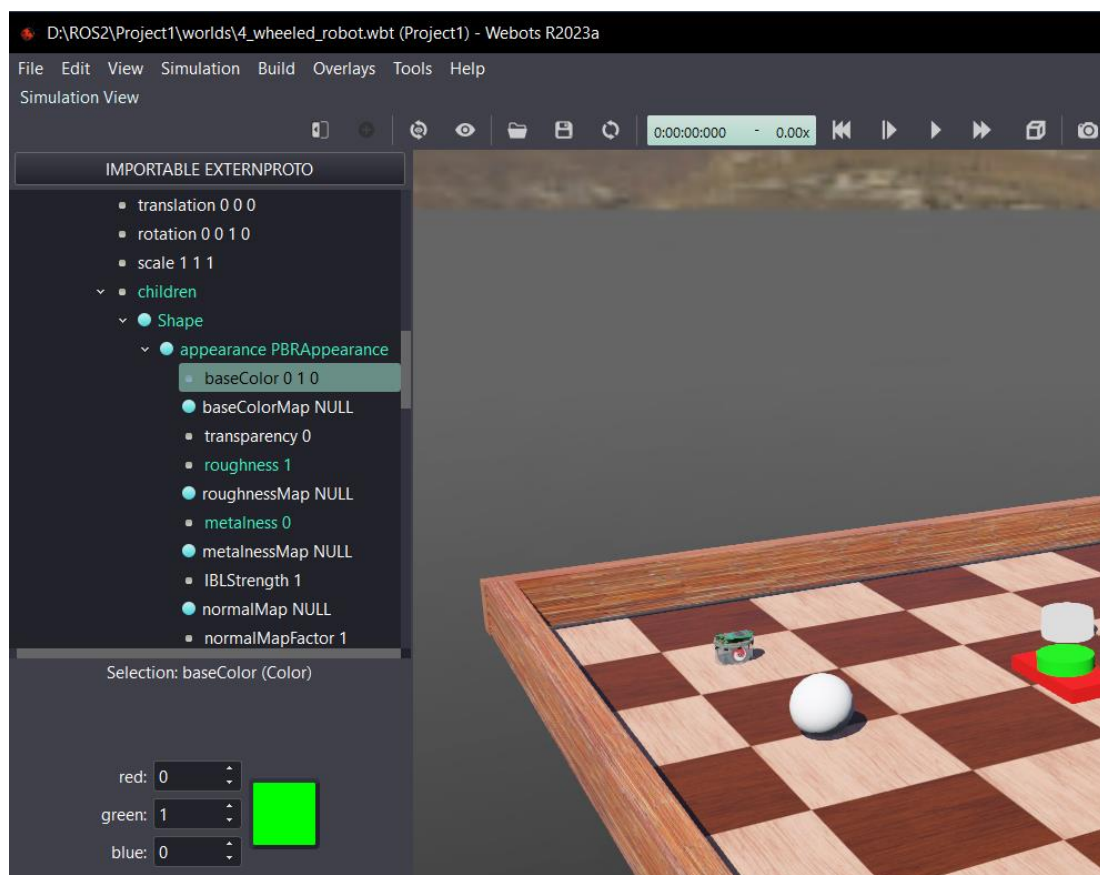 D:\ROS2\Project1\worlds\4_wheeled_robot.wbt (Project1) - Webots R2023a
File Edit View Simulation Build Overlays Tools Help
Simulation View
0:00:00:000 - 0.00x
IMPORTABLE EXTERNPROTO
translation 0 0 0
rotation 0 0 1 0
scale 1 1 1
children
Shape
appearance PBRAppearance
baseColor 0 1 0
baseColorMap NULL
transparency 0
roughness 1
roughnessMap NULL
metalness 0
metalnessMap NULL
IBLStrength 1
normalMap NULL
normalMapFactor 1
Selection: baseColor (Color)
red: 0
green: 1
blue: 0